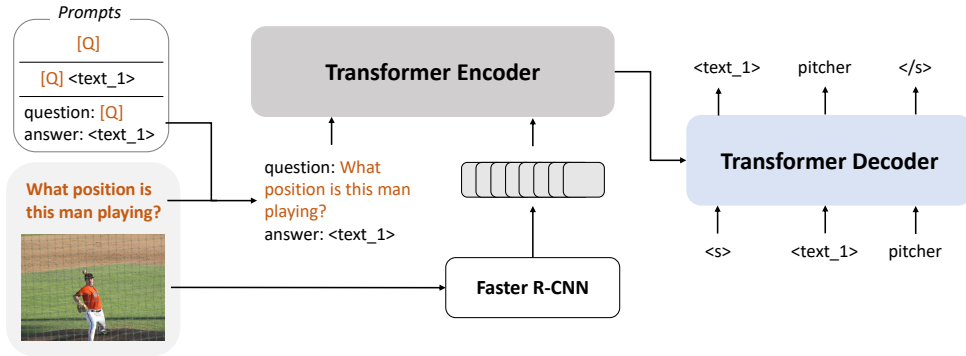 Prompts
[Q]
[Q] <text_1>
question: [Q]
answer: <text_1>
What position is
this man playing?
question: What
position is this man
playing?
answer: <text_1>
Transformer Encoder
Faster R-CNN
<text_1> pitcher </s>
Transformer Decoder
<s> <text_1> pitcher